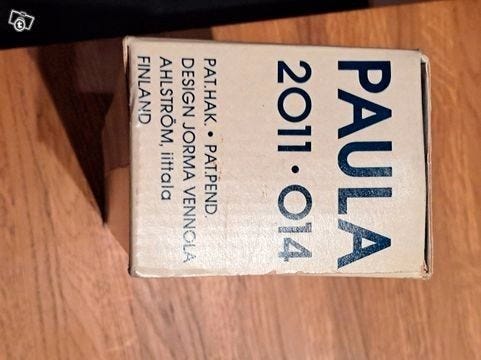 PAULA
2011 · 014
PAT.HAK. · PAT.PEND.
DESIGN JORMA VENNOLA
AHLSTRÖM, iittala
FINLAND